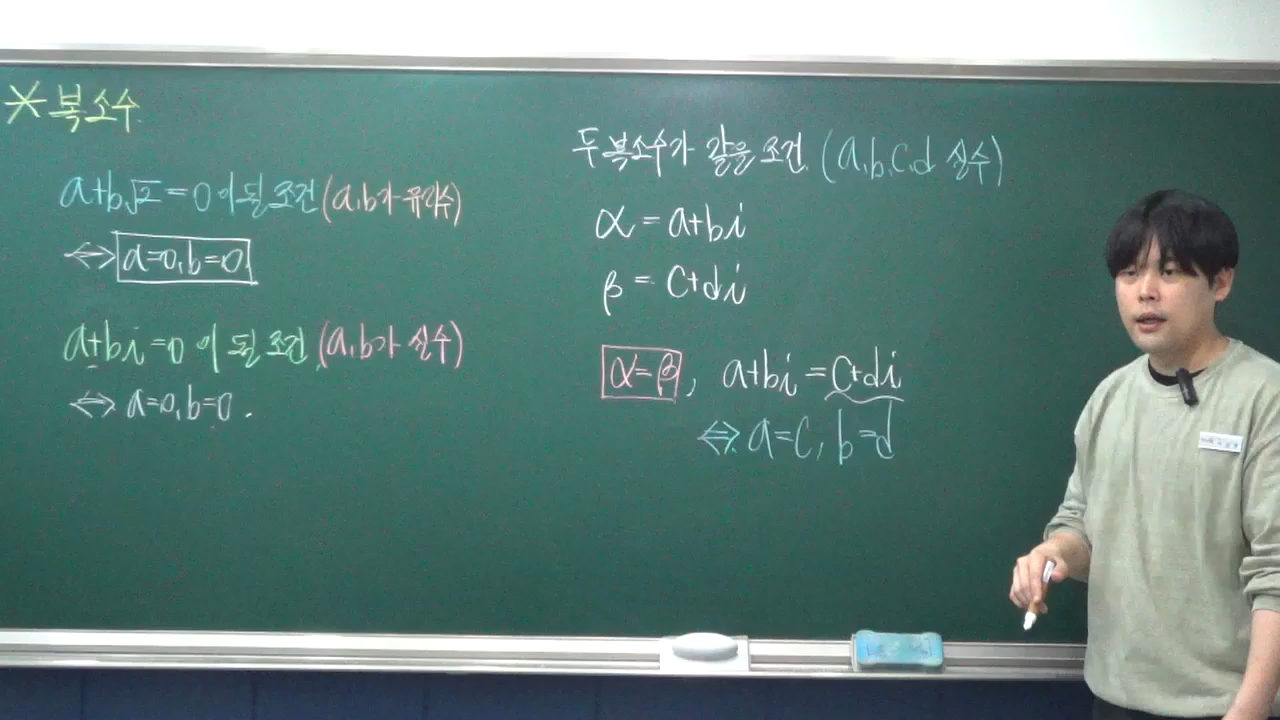 * 복소수
a+b√2 = 0 이 될 조건 (a,b가 유리수)
⇔ a=0, b=0.
a+bi=0 이 될 조건 (a,b가 실수)
⇔ a=0, b=0.
두 복소수가 같을 조건. (a,b,c,d 실수)
α = a+bi
β = c+di
α=β, a+bi = c+di
⇔ a=c, b=d